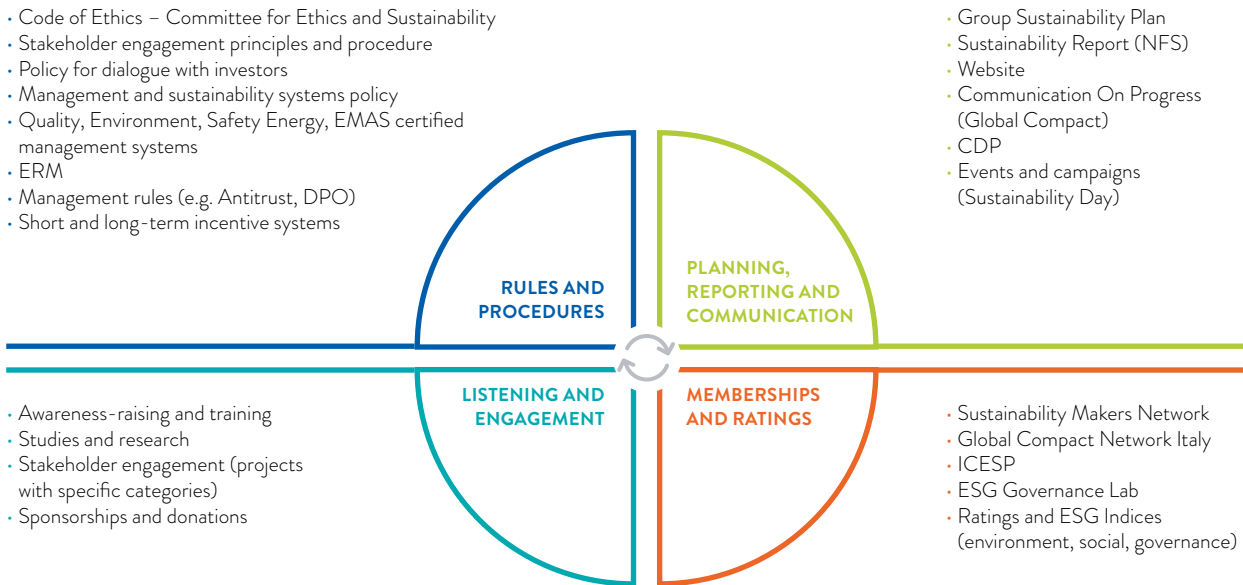 · Code of Ethics – Committee for Ethics and Sustainability
· Stakeholder engagement principles and procedure
· Policy for dialogue with investors
· Management and sustainability systems policy
· Quality, Environment, Safety Energy, EMAS certified
management systems
· ERM
· Management rules (e.g. Antitrust, DPO)
· Short and long-term incentive systems
RULES AND
PROCEDURES
· Group Sustainability Plan
· Sustainability Report (NFS)
· Website
· Communication On Progress
(Global Compact)
· CDP
· Events and campaigns
(Sustainability Day)
PLANNING,
REPORTING AND
COMMUNICATION
LISTENING AND
ENGAGEMENT
· Awareness-raising and training
· Studies and research
· Stakeholder engagement (projects
with specific categories)
· Sponsorships and donations
MEMBERSHIPS
AND RATINGS
· Sustainability Makers Network
· Global Compact Network Italy
· ICESP
· ESG Governance Lab
· Ratings and ESG Indices
(environment, social, governance)